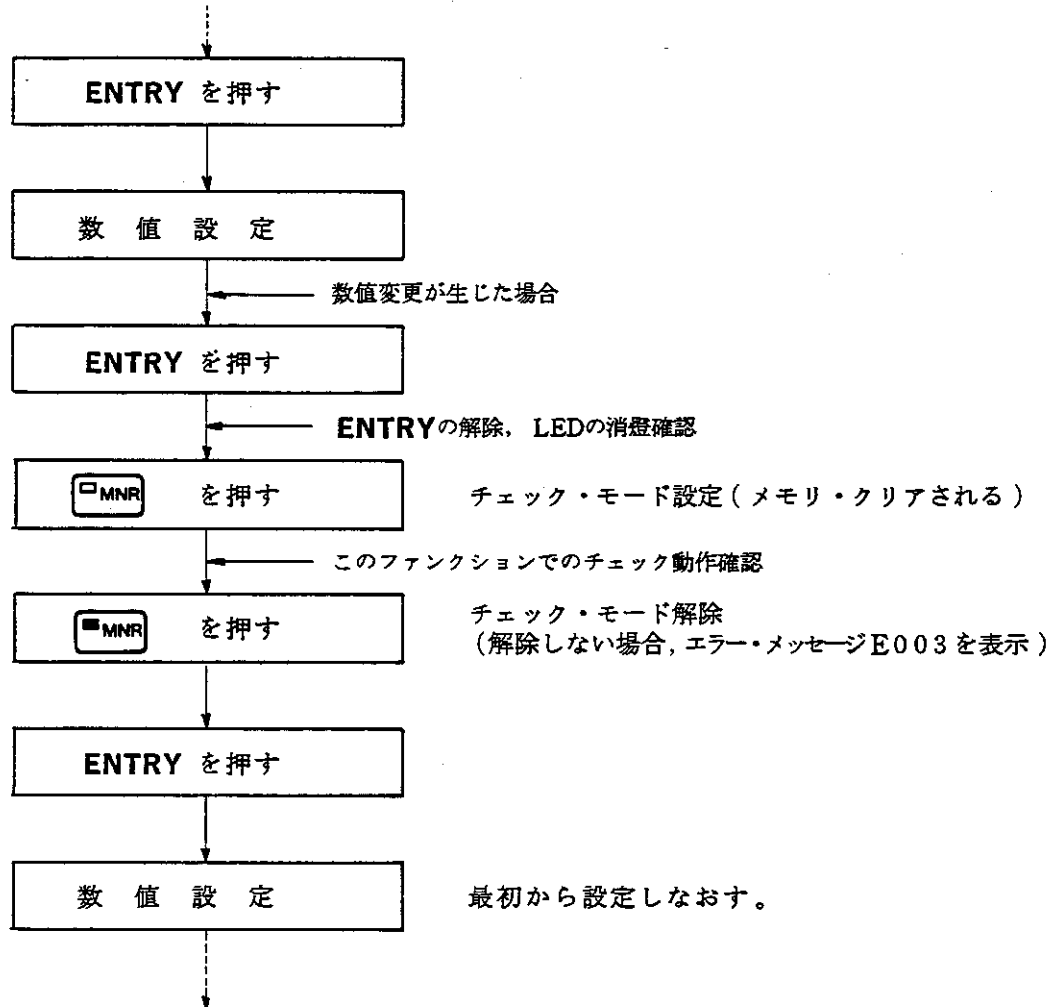 ENTRY を押す
数 値 設 定
数値変更が生じた場合
ENTRY を押す
ENTRYの解除, LEDの消燈確認
MNR を押す チェック・モード設定 ( メモリ・クリアされる )
このファンクションでのチェック動作確認
MNR を押す チェック・モード解除
(解除しない場合, エラー・メッセージE003を表示 )
ENTRY を押す
数 値 設 定 最初から設定しなおす。